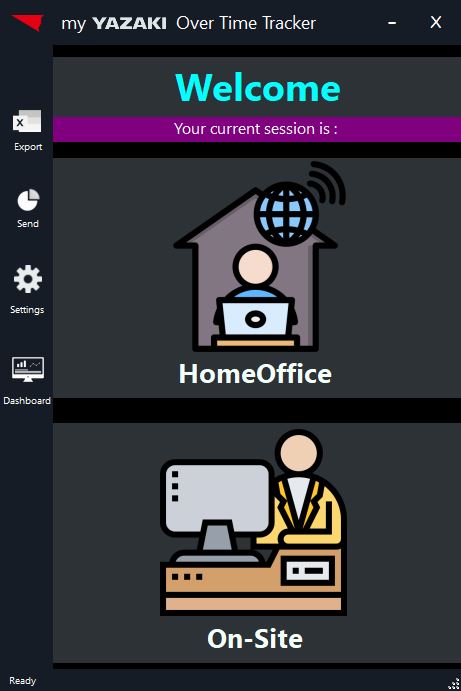 my YAZAKI Over Time Tracker
– X
Welcome
Your current session is :
X
Export
Send
Settings
Dashboard
HomeOffice
On-Site
Ready